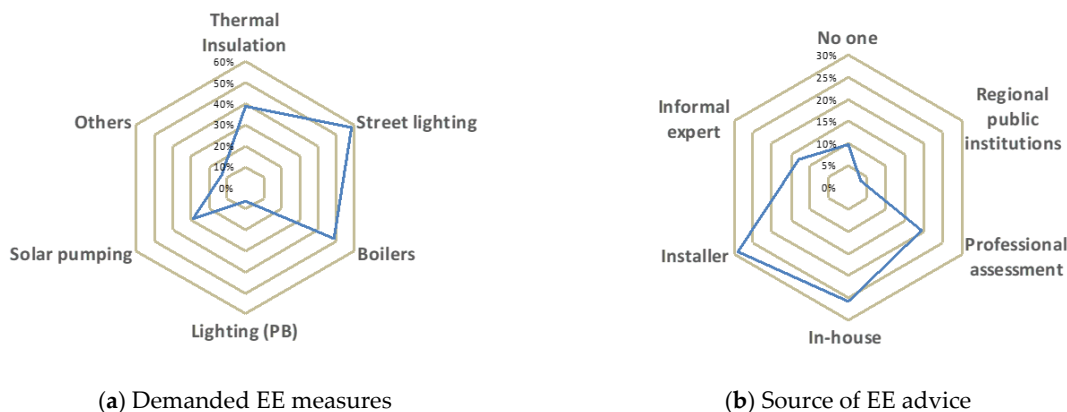 Thermal
Insulation
60%
50%
40%
30%
20%
10%
0%
Others
Street lighting
Solar pumping
Boilers
Lighting (PB)
(a) Demanded EE measures
No one
30%
25%
20%
15%
10%
5%
0%
Informal
expert
Regional
public
institutions
Installer
Professional
assessment
In-house
(b) Source of EE advice